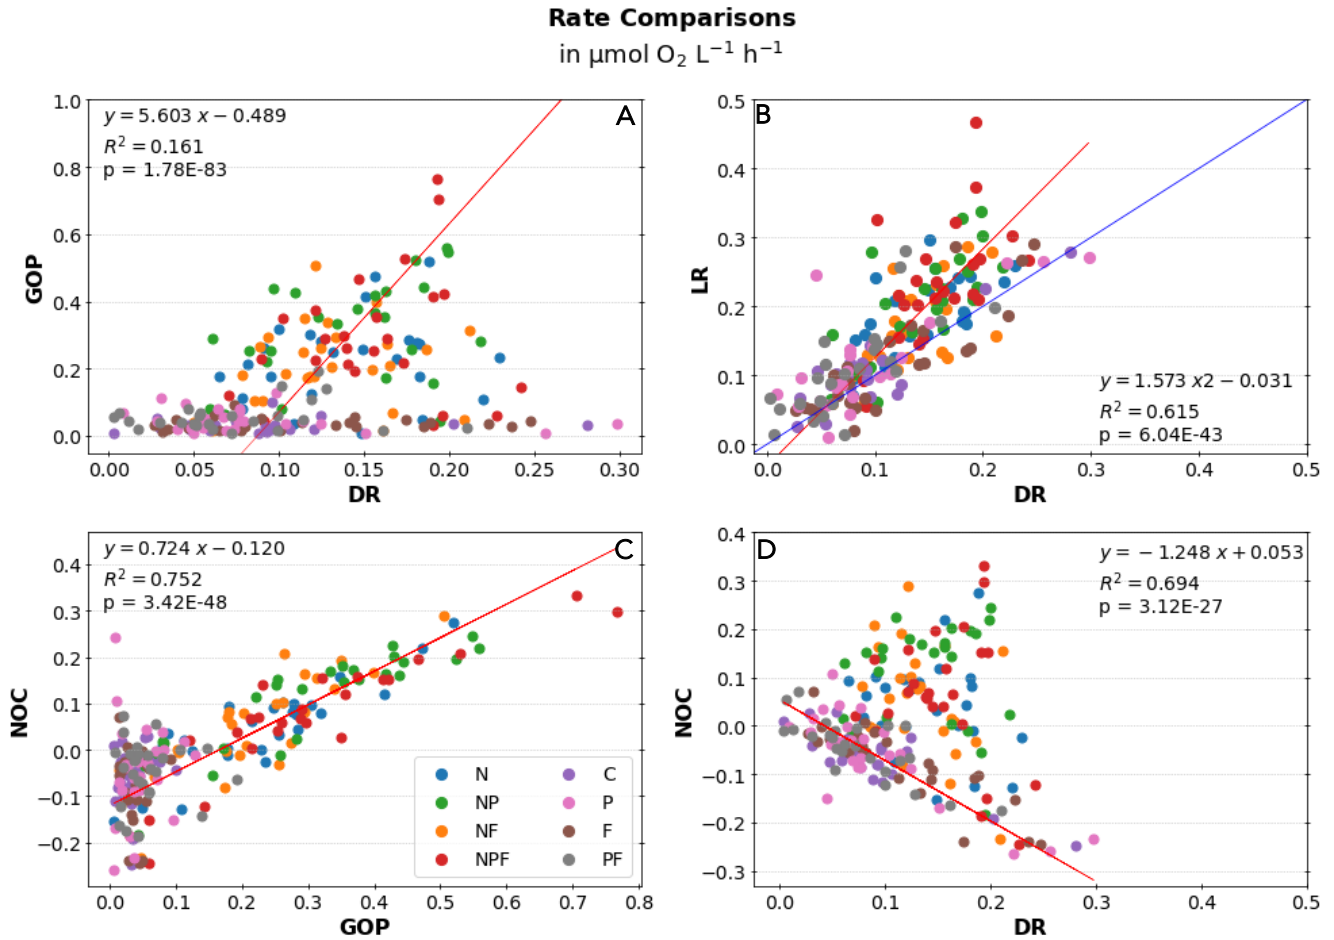 Rate Comparisons
in μmol O₂ L⁻¹ h⁻¹
A
y = 5.603 x − 0.489
R² = 0.161
p = 1.78E-83
1.0
0.8
0.6
0.4
0.2
0.0
GOP
0.00 0.05 0.10 0.15 0.20 0.25 0.30
DR
B
0.5
0.4
0.3
0.2
0.1
0.0
LR
y = 1.573 x2 − 0.031
R² = 0.615
p = 6.04E-43
0.0 0.1 0.2 0.3 0.4 0.5
DR
C
y = 0.724 x − 0.120
R² = 0.752
p = 3.42E-48
0.4
0.3
0.2
0.1
0.0
−0.1
−0.2
NOC
N C
NP P
NF F
NPF PF
0.0 0.1 0.2 0.3 0.4 0.5 0.6 0.7 0.8
GOP
D
y = − 1.248 x + 0.053
R² = 0.694
p = 3.12E-27
0.4
0.3
0.2
0.1
0.0
−0.1
−0.2
−0.3
NOC
0.0 0.1 0.2 0.3 0.4 0.5
DR